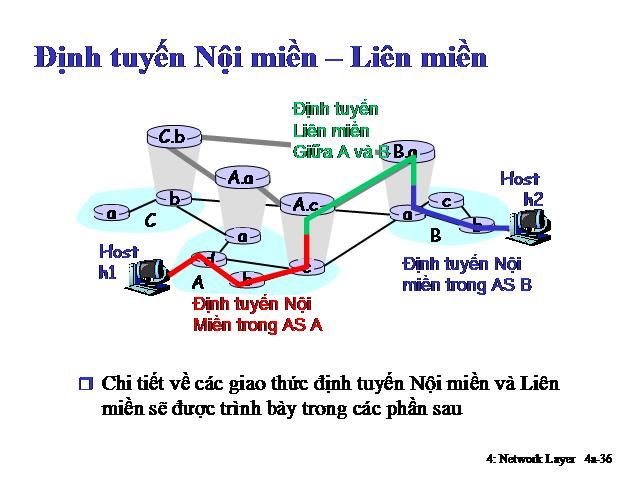 Định tuyến Nội miền – Liên miền
Định tuyến
Liên miền
Giữa A và B
C.b
B.a
A.a
A.c
Host
h2
a
b
C
a
a
c
b
B
Host
h1
d
A
b
c
Định tuyến Nội
miền trong AS B
Định tuyến Nội
Miền trong AS A
Chi tiết về các giao thức định tuyến Nội miền và Liên
miền sẽ được trình bày trong các phần sau
4: Network Layer 4a-36